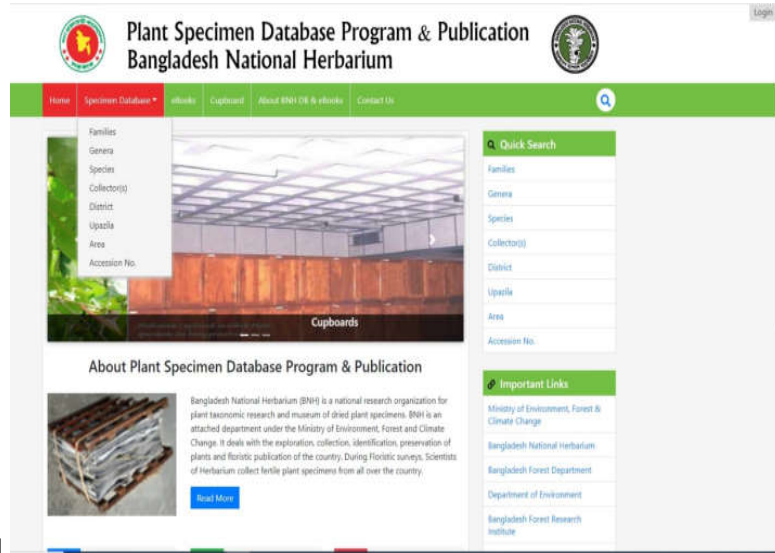 Login
Plant Specimen Database Program & Publication
Bangladesh National Herbarium
Home Specimen Database eBooks Cupboard About BNH DB & eBooks Contact Us
Families
Genera
Species
Collector(s)
District
Upazila
Area
Accession No.
Cupboards
About Plant Specimen Database Program & Publication
Bangladesh National Herbarium (BNH) is a national research organization for
plant taxonomic research and museum of dried plant specimens. BNH is an
attached department under the Ministry of Environment, Forest and Climate
Change. It deals with the exploration, collection, identification, preservation of
plants and floristic publication of the country. During Floristic surveys, Scientists
of Herbarium collect fertile plant specimens from all over the country.
Read More
Quick Search
Families
Genera
Species
Collector(s)
District
Upazila
Area
Accession No.
Important Links
Ministry of Environment, Forest &
Climate Change
Bangladesh National Herbarium
Bangladesh Forest Department
Department of Environment
Bangladesh Forest Research
Institute